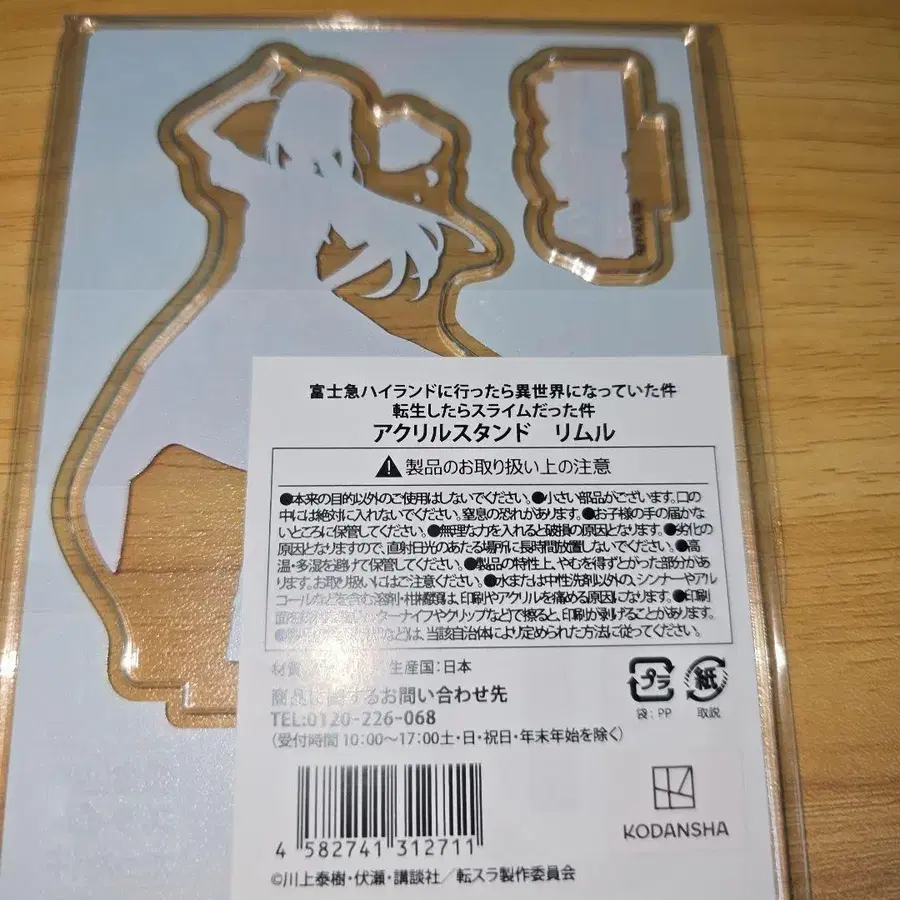 富士急ハイランドに行ったら異世界になっていた件
転生したらスライムだった件
アクリルスタンド リムル
製品のお取り扱い上の注意
●本来の目的以外のご使用はしないでください。●小さい部品がございます。口の
中には絶対に入れないでください。窒息の恐れがあります。●お子様の手の届かな
いところに保管してください。●無理な力を入れると破損の原因となります。●劣化の
原因となりますので、直射日光のあたる場所に長時間放置しないでください。●高
温・多湿を避けて保管してください。●製品の特性上、やむを得ずとがった部分があ
ります。お取り扱いにはご注意ください。●水または中性洗剤以外の、シンナーやアル
コールなどを含む溶剤・柑橘類は、印刷やアクリルを痛める原因になります。●印刷
面を ターナイフやクリップなどで擦ると、印刷が剥げることがあります。
は、当該自治体により定められた方法に従ってください。
材質 生産国:日本
商品に関するお問い合わせ先
TEL:0120-226-068
(受付時間 10:00〜17:00土・日・祝日・年末年始を除く)
プラ
紙
袋:PP
取説
4 582741 312711
KODANSHA
©川上泰樹・伏瀬・講談社/転スラ製作委員会